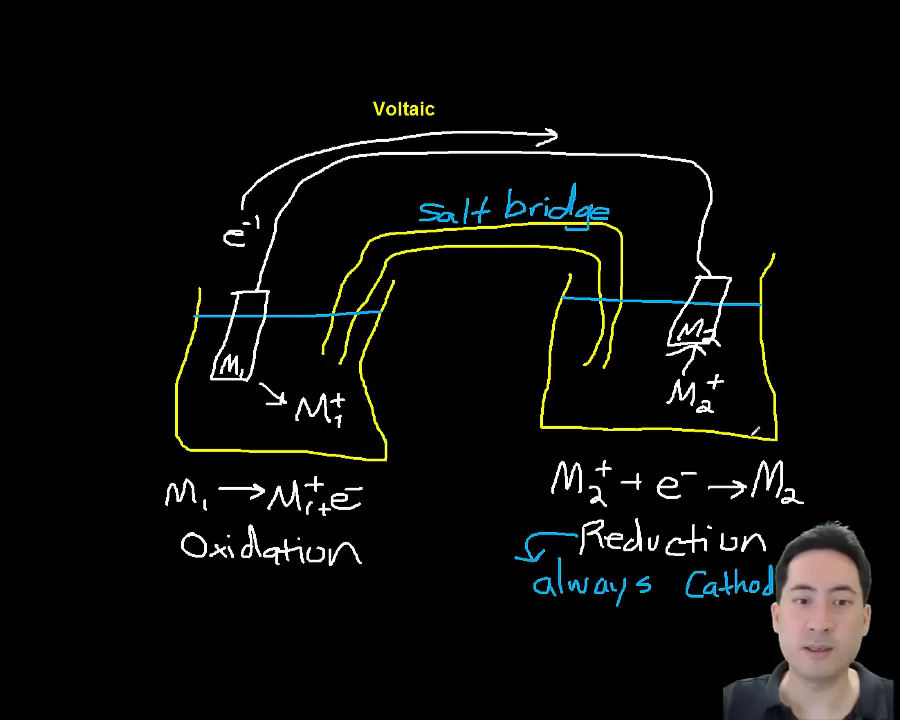 Voltaic
salt bridge
e⁻¹
M₁
M₂
M₁⁺
M₂⁺
M₁ → M₁⁺ + e⁻
M₂⁺ + e⁻ → M₂
Oxidation
Reduction
always Cathod